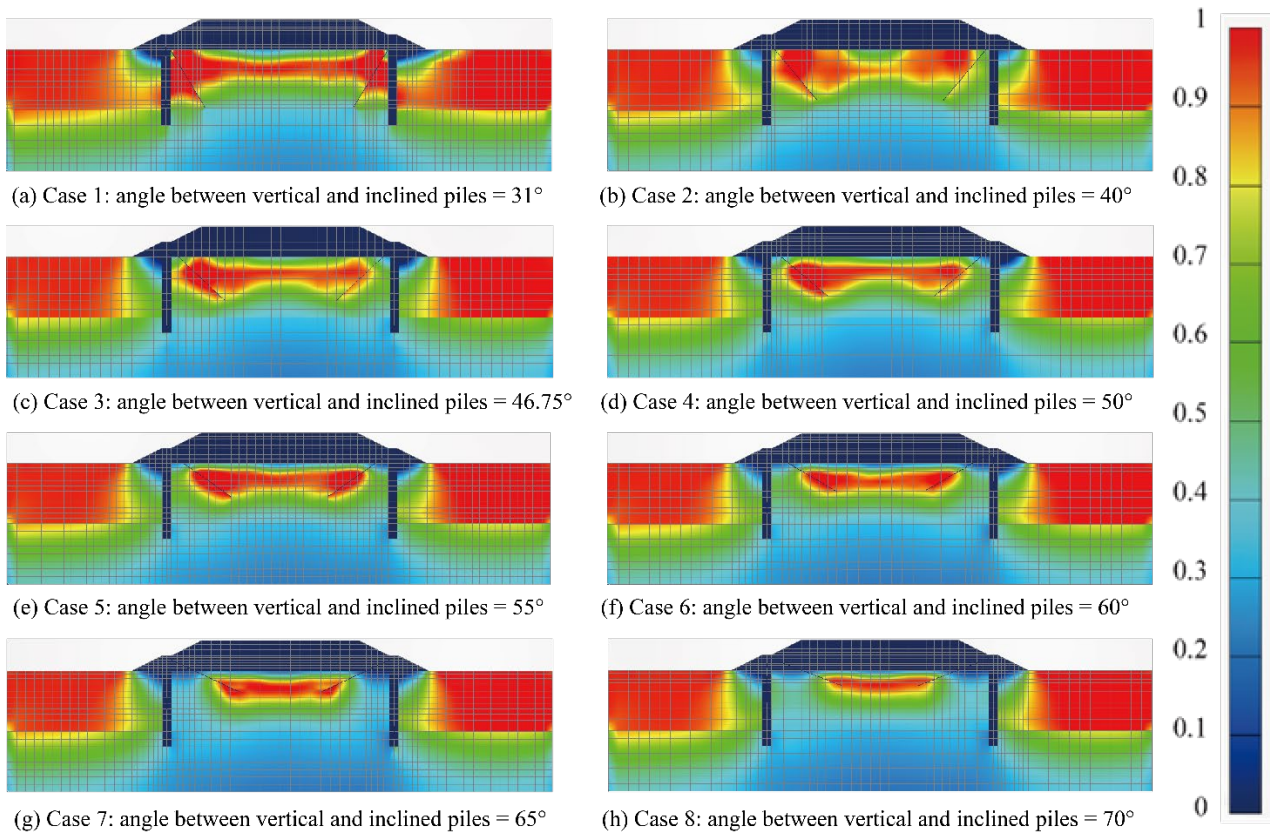 (a) Case 1: angle between vertical and inclined piles = 31°
(b) Case 2: angle between vertical and inclined piles = 40°
(c) Case 3: angle between vertical and inclined piles = 46.75°
(d) Case 4: angle between vertical and inclined piles = 50°
(e) Case 5: angle between vertical and inclined piles = 55°
(f) Case 6: angle between vertical and inclined piles = 60°
(g) Case 7: angle between vertical and inclined piles = 65°
(h) Case 8: angle between vertical and inclined piles = 70°
1
0.9
0.8
0.7
0.6
0.5
0.4
0.3
0.2
0.1
0